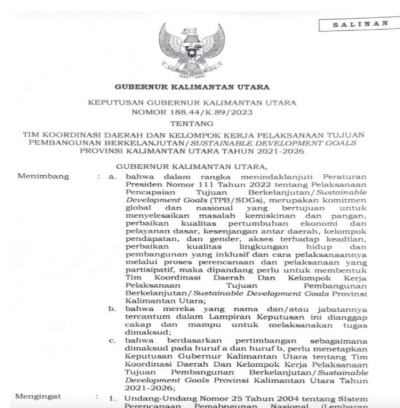 SALINAN
GUBERNUR KALIMANTAN UTARA
KEPUTUSAN GUBERNUR KALIMANTAN UTARA
NOMOR 188.44/K.89/2023
TENTANG
TIM KOORDINASI DAERAH DAN KELOMPOK KERJA PELAKSANAAN TUJUAN
PEMBANGUNAN BERKELANJUTAN/SUSTAINABLE DEVELOPMENT GOALS
PROVINSI KALIMANTAN UTARA TAHUN 2021-2026
GUBERNUR KALIMANTAN UTARA,
Menimbang : a. bahwa dalam rangka menindaklanjuti Peraturan
Presiden Nomor 111 Tahun 2022 tentang Pelaksanaan
Pencapaian Tujuan Berkelanjutan/Sustainable
Development Goals (TPB/SDGs), merupakan komitmen
global dan nasional yang bertujuan untuk
menyelesaikan masalah kemiskinan dan pangan,
perbaikan kualitas pertumbuhan ekonomi dan
pelayanan dasar, kesenjangan antar daerah, kelompok
pendapatan, dan gender, akses terhadap keadilan,
perbaikan kualitas lingkungan hidup dan
pembangunan yang inklusif dan cara pelaksanaannya
melalui proses perencanaan dan pelaksanaan yang
partisipatif, maka dipandang perlu untuk membentuk
Tim Koordinasi Daerah Dan Kelompok Kerja
Pelaksanaan Tujuan Pembangunan
Berkelanjutan/Sustainable Development Goals Provinsi
Kalimantan Utara;
b. bahwa mereka yang nama dan/atau jabatannya
tercantum dalam Lampiran Keputusan ini dianggap
cakap dan mampu untuk melaksanakan tugas
dimaksud;
c. bahwa berdasarkan pertimbangan sebagaimana
dimaksud pada huruf a dan huruf b, perlu menetapkan
Keputusan Gubernur Kalimantan Utara tentang Tim
Koordinasi Daerah Dan Kelompok Kerja Pelaksanaan
Tujuan Pembangunan Berkelanjutan/Sustainable
Development Goals Provinsi Kalimantan Utara Tahun
2021-2026;
Mengingat : 1. Undang-Undang Nomor 25 Tahun 2004 tentang Sistem
Perencanaan Pembangunan Nasional (Lembaran